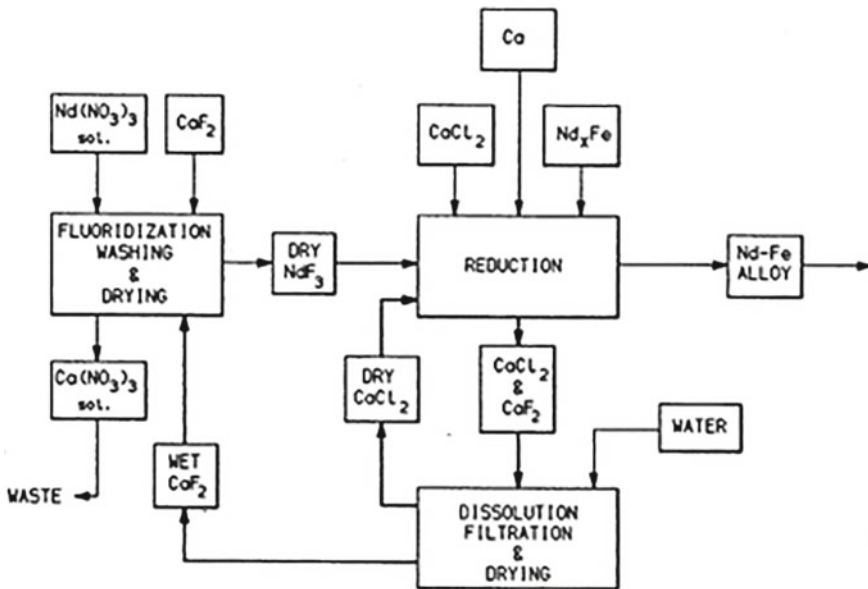 Ca
Nd(NO₃)₃
sol.
CaF₂
CaCl₂
NdₓFe
FLUORIDIZATION
WASHING
&
DRYING
DRY
NdF₃
REDUCTION
Nd-Fe
ALLOY
Ca(NO₃)₃
sol.
DRY
CaCl₂
CaCl₂
&
CaF₂
WATER
WET
CaF₂
WASTE
DISSOLUTION
FILTRATION
&
DRYING